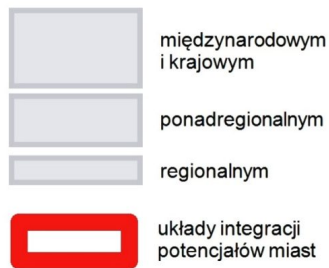 międzynarodowym
i krajowym
ponadregionalnym
regionalnym
układy integracji
potencjałów miast